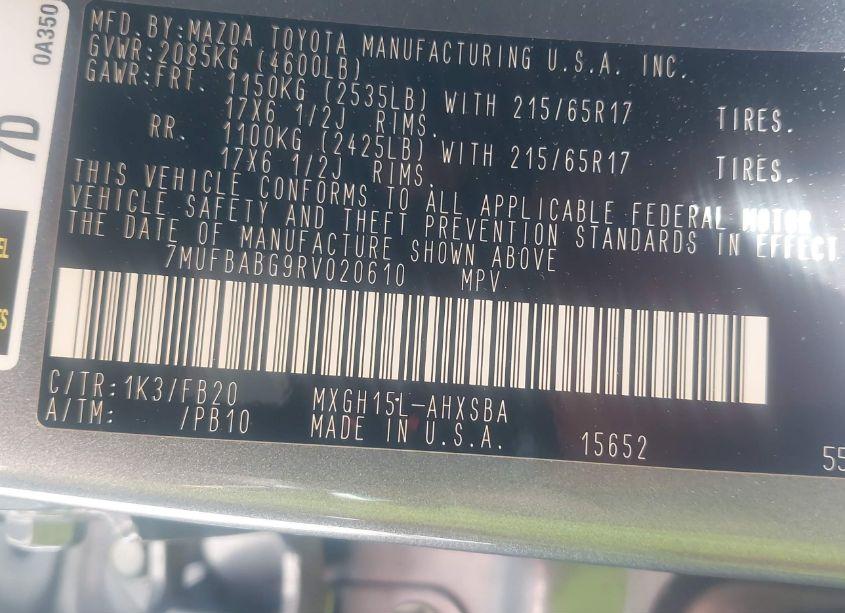 0A350
7D
MFD.BY:MAZDA TOYOTA MANUFACTURING U.S.A. INC.
GVWR:2085KG (4600LB)
GAWR:FRT. 1150KG (2535LB) WITH 215/65R17 TIRES.
17X6 1/2J RIMS.
RR. 1100KG (2425LB) WITH 215/65R17 TIRES.
17X6 1/2J RIMS.
THIS VEHICLE CONFORMS TO ALL APPLICABLE FEDERAL MOTOR
VEHICLE SAFETY AND THEFT PREVENTION STANDARDS IN EFFECT
THE DATE OF MANUFACTURE SHOWN ABOVE
7MUFBABG9RV020610 MPV
C/TR:1K3/FB20 MXGH15L-AHXSBA
A/TM: /PB10 MADE IN U.S.A. 15652 55